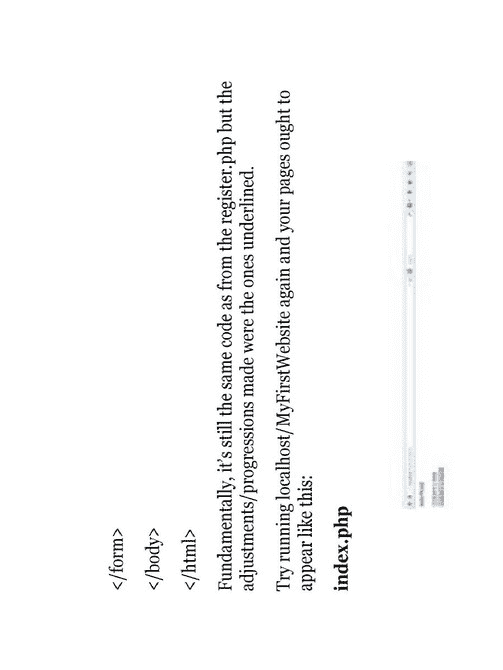 </form>
</body>
</html>
Fundamentally, it's still the same code as from the register.php but the
adjustments/progressions made were the ones underlined.
Try running localhost/MyFirstWebsite again and your pages ought to
appear like this:
index.php